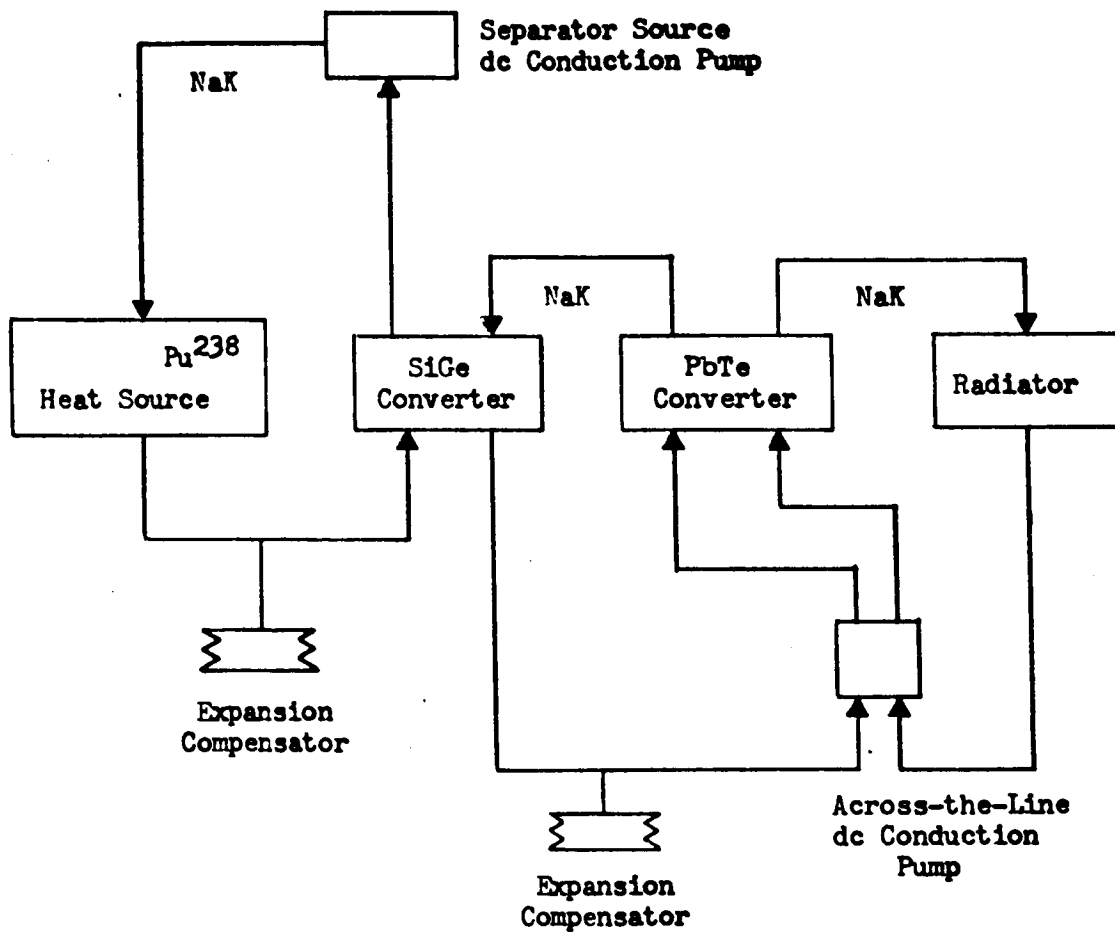 Separator Source
dc Conduction Pump
NaK
NaK
NaK
Pu238
Heat Source
SiGe
Converter
PbTe
Converter
Radiator
Expansion
Compensator
Across-the-Line
dc Conduction
Pump
Expansion
Compensator